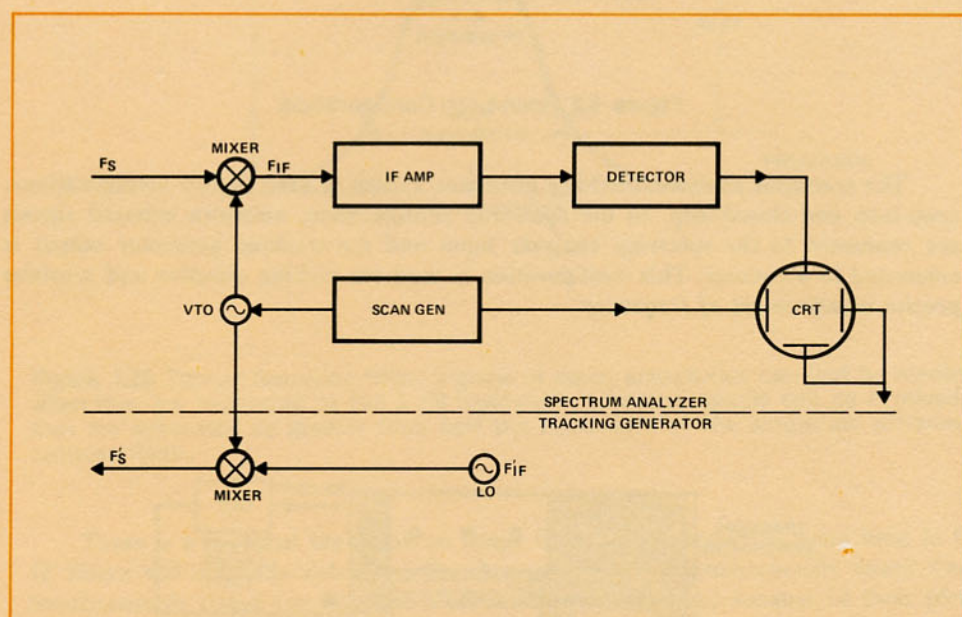 MIXER
FS
FIF
IF AMP
DETECTOR
VTO
SCAN GEN
CRT
SPECTRUM ANALYZER
TRACKING GENERATOR
F'S
F'IF
MIXER
LO